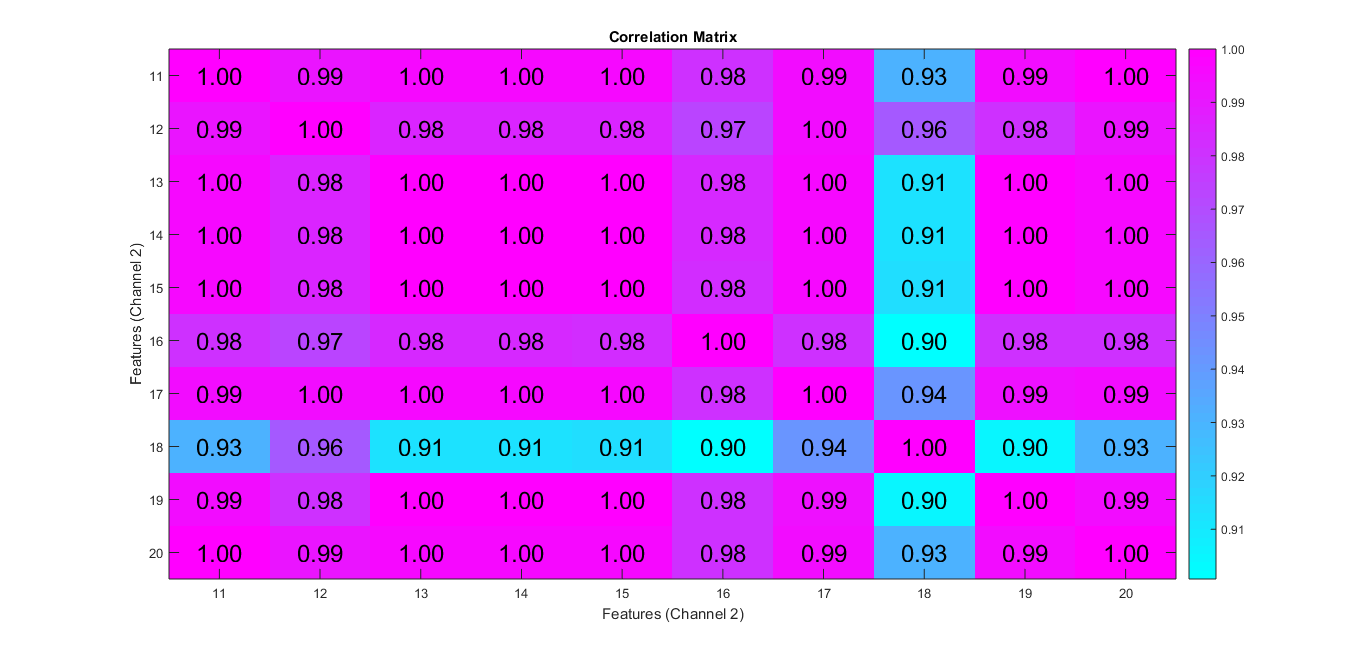 Correlation Matrix
11 1.00 0.99 1.00 1.00 1.00 0.98 0.99 0.93 0.99 1.00
12 0.99 1.00 0.98 0.98 0.98 0.97 1.00 0.96 0.98 0.99
13 1.00 0.98 1.00 1.00 1.00 0.98 1.00 0.91 1.00 1.00
14 1.00 0.98 1.00 1.00 1.00 0.98 1.00 0.91 1.00 1.00
15 1.00 0.98 1.00 1.00 1.00 0.98 1.00 0.91 1.00 1.00
16 0.98 0.97 0.98 0.98 0.98 1.00 0.98 0.90 0.98 0.98
17 0.99 1.00 1.00 1.00 1.00 0.98 1.00 0.94 0.99 0.99
18 0.93 0.96 0.91 0.91 0.91 0.90 0.94 1.00 0.90 0.93
19 0.99 0.98 1.00 1.00 1.00 0.98 0.99 0.90 1.00 0.99
20 1.00 0.99 1.00 1.00 1.00 0.98 0.99 0.93 0.99 1.00
11 12 13 14 15 16 17 18 19 20
Features (Channel 2)
Features (Channel 2)
1.00
0.99
0.98
0.97
0.96
0.95
0.94
0.93
0.92
0.91